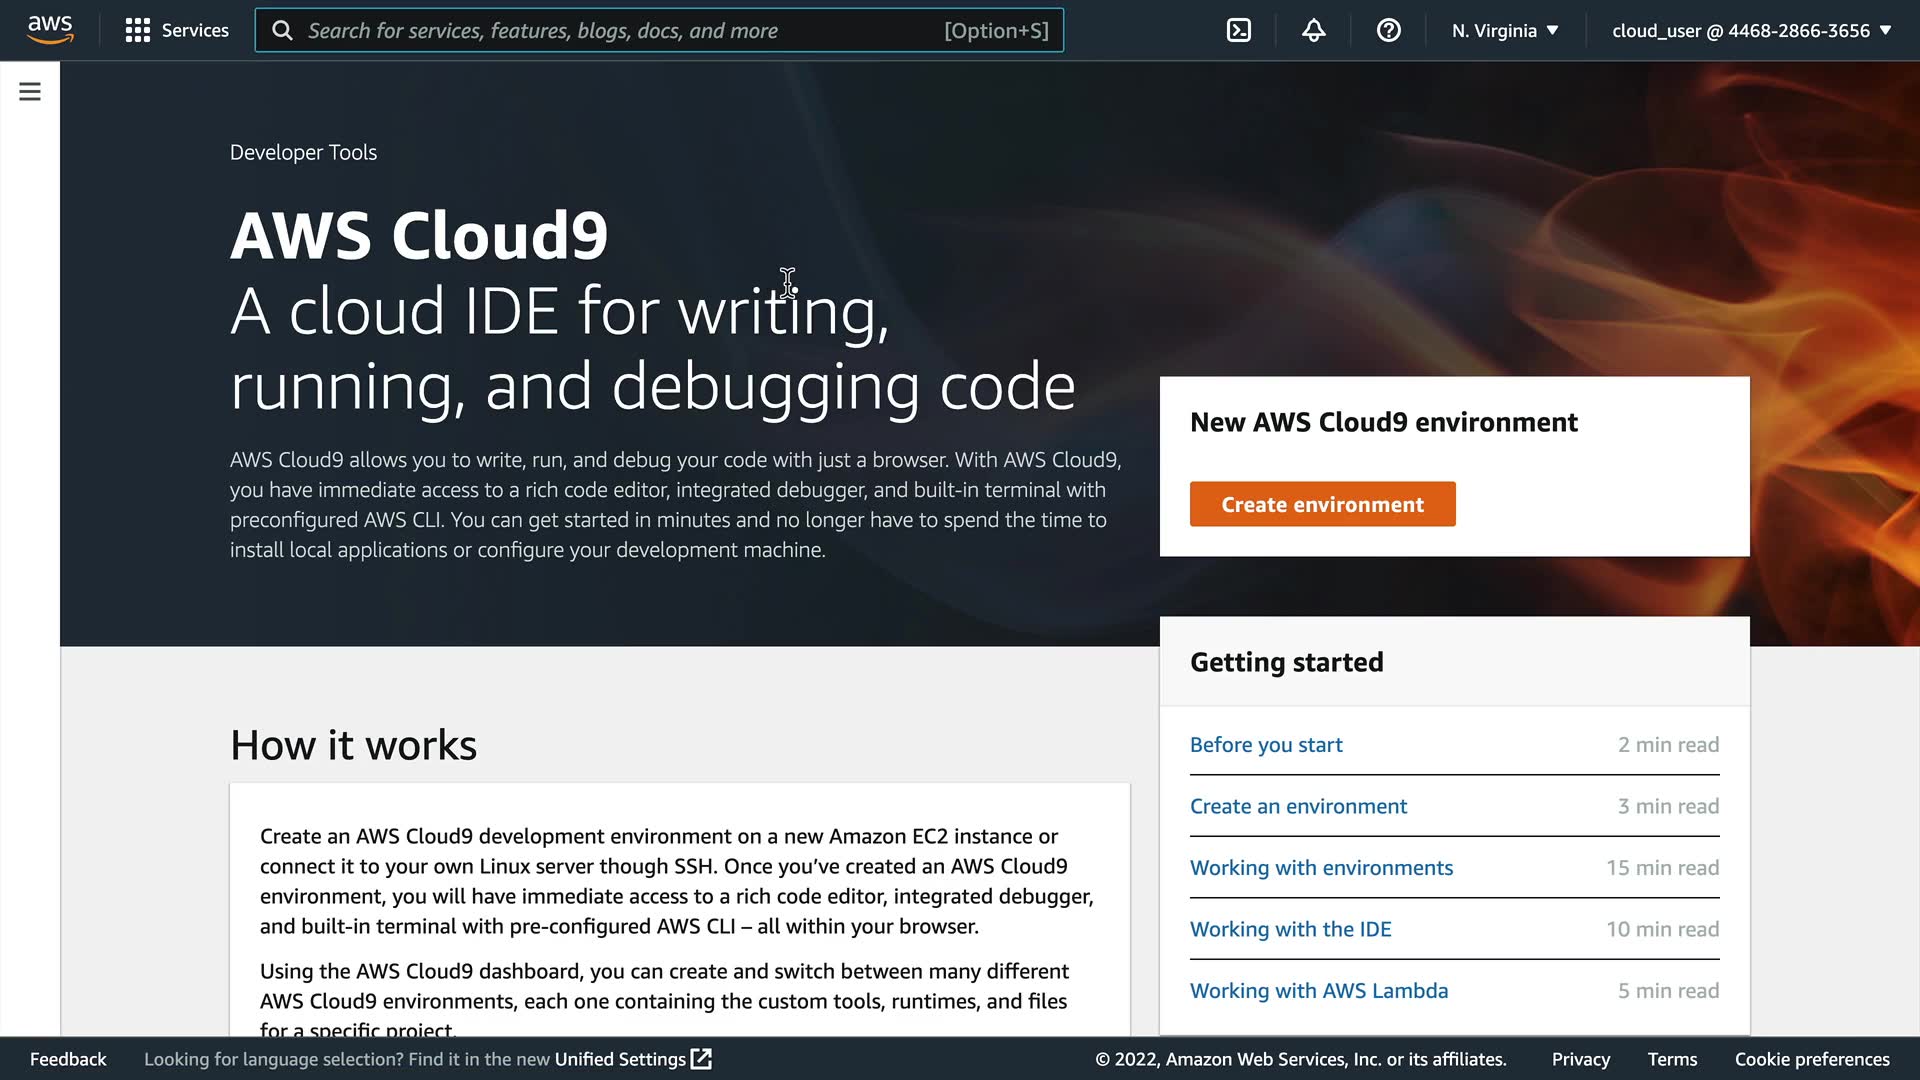 aws
Services
Search for services, features, blogs, docs, and more [Option+S]
N. Virginia
cloud_user @ 4468-2866-3656
Developer Tools
AWS Cloud9
A cloud IDE for writing,
running, and debugging code
AWS Cloud9 allows you to write, run, and debug your code with just a browser. With AWS Cloud9,
you have immediate access to a rich code editor, integrated debugger, and built-in terminal with
preconfigured AWS CLI. You can get started in minutes and no longer have to spend the time to
install local applications or configure your development machine.
New AWS Cloud9 environment
Create environment
Getting started
Before you start 2 min read
Create an environment 3 min read
Working with environments 15 min read
Working with the IDE 10 min read
Working with AWS Lambda 5 min read
How it works
Create an AWS Cloud9 development environment on a new Amazon EC2 instance or
connect it to your own Linux server though SSH. Once you’ve created an AWS Cloud9
environment, you will have immediate access to a rich code editor, integrated debugger,
and built-in terminal with pre-configured AWS CLI – all within your browser.
Using the AWS Cloud9 dashboard, you can create and switch between many different
AWS Cloud9 environments, each one containing the custom tools, runtimes, and files
for a specific project.
Feedback
Looking for language selection? Find it in the new Unified Settings
© 2022, Amazon Web Services, Inc. or its affiliates.
Privacy
Terms
Cookie preferences